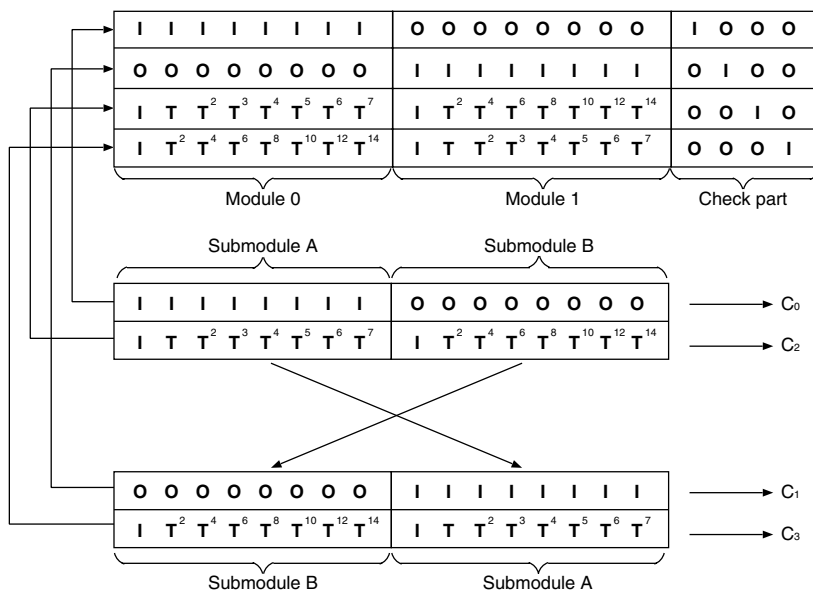 I I I I I I I I O O O O O O O O I O O O
O O O O O O O O I I I I I I I I O I O O
I T T² T³ T⁴ T⁵ T⁶ T⁷ I T² T⁴ T⁶ T⁸ T¹⁰ T¹² T¹⁴ O O I O
I T² T⁴ T⁶ T⁸ T¹⁰ T¹² T¹⁴ I T T² T³ T⁴ T⁵ T⁶ T⁷ O O O I
Module 0 Module 1 Check part
Submodule A Submodule B
I I I I I I I I O O O O O O O O C₀
I T T² T³ T⁴ T⁵ T⁶ T⁷ I T² T⁴ T⁶ T⁸ T¹⁰ T¹² T¹⁴ C₂
O O O O O O O O I I I I I I I I C₁
I T² T⁴ T⁶ T⁸ T¹⁰ T¹² T¹⁴ I T T² T³ T⁴ T⁵ T⁶ T⁷ C₃
Submodule B Submodule A